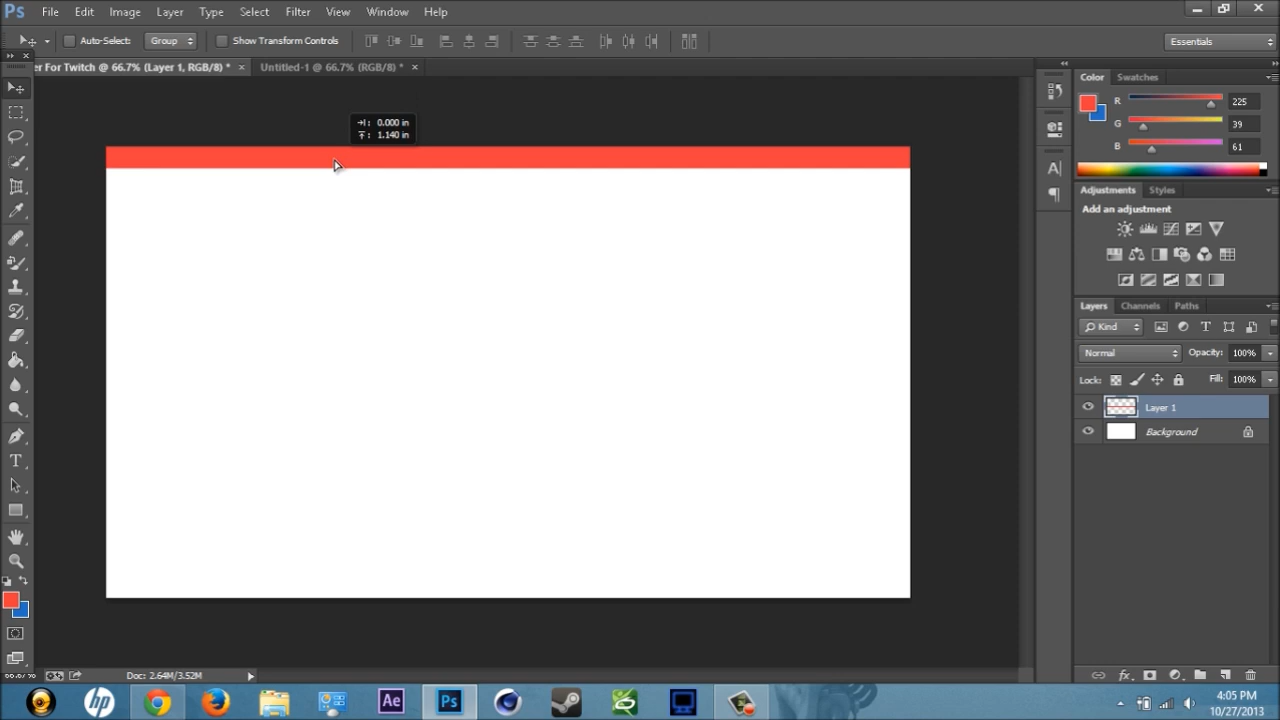 Ps File Edit Image Layer Type Select Filter View Window Help
Auto-Select: Group Show Transform Controls Essentials
er For Twitch @ 66.7% (Layer 1, RGB/8) * × Untitled-1 @ 66.7% (RGB/8) * ×
0.000 in
1.140 in
Color Swatches
R 225
G 39
B 61
Adjustments Styles
Add an adjustment
Layers Channels Paths
Kind
Normal Opacity: 100%
Lock: Fill: 100%
Layer 1
Background
Doc: 2.64M/3.52M
hp Ae Ps
4:05 PM
10/27/2013